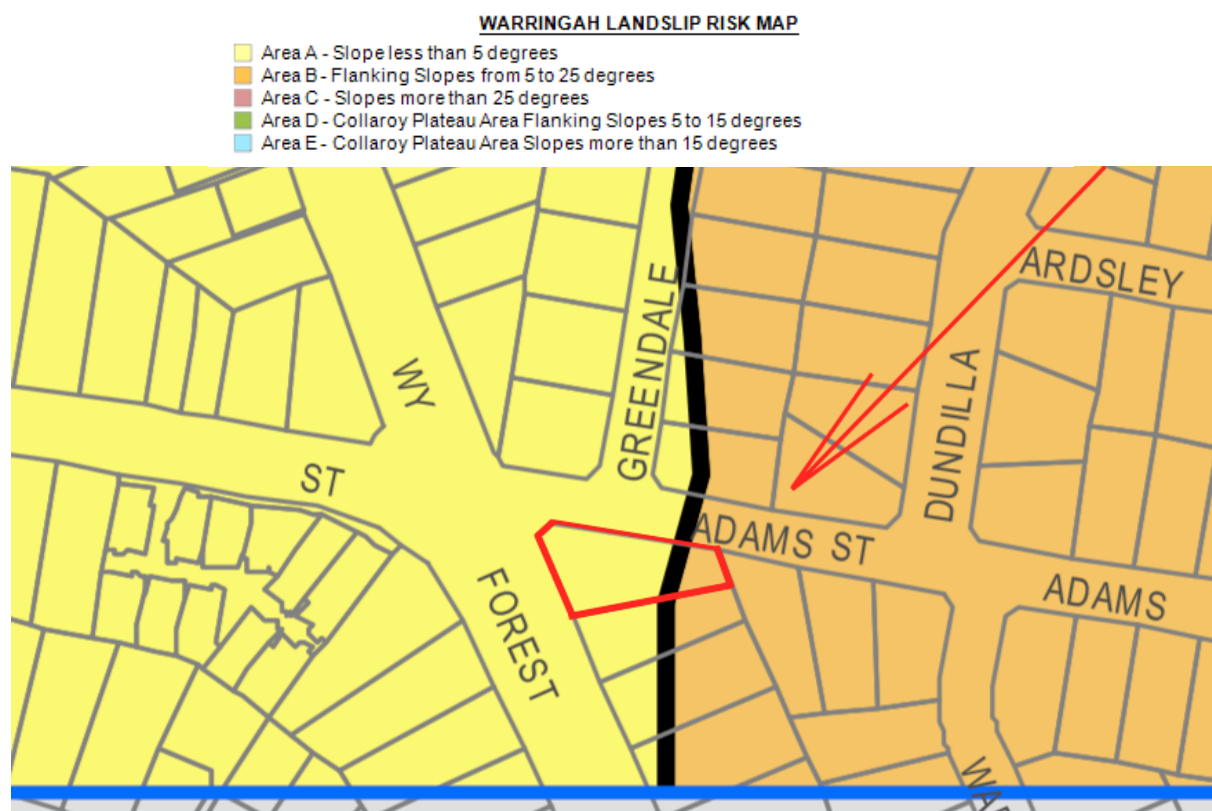 WARRINGAH LANDSLIP RISK MAP
Area A - Slope less than 5 degrees
Area B - Flanking Slopes from 5 to 25 degrees
Area C - Slopes more than 25 degrees
Area D - Collaroy Plateau Area Flanking Slopes 5 to 15 degrees
Area E - Collaroy Plateau Area Slopes more than 15 degrees
ARDSLEY
GREENDALE
WY
DUNDILLA
ST
ADAMS ST
FOREST
ADAMS